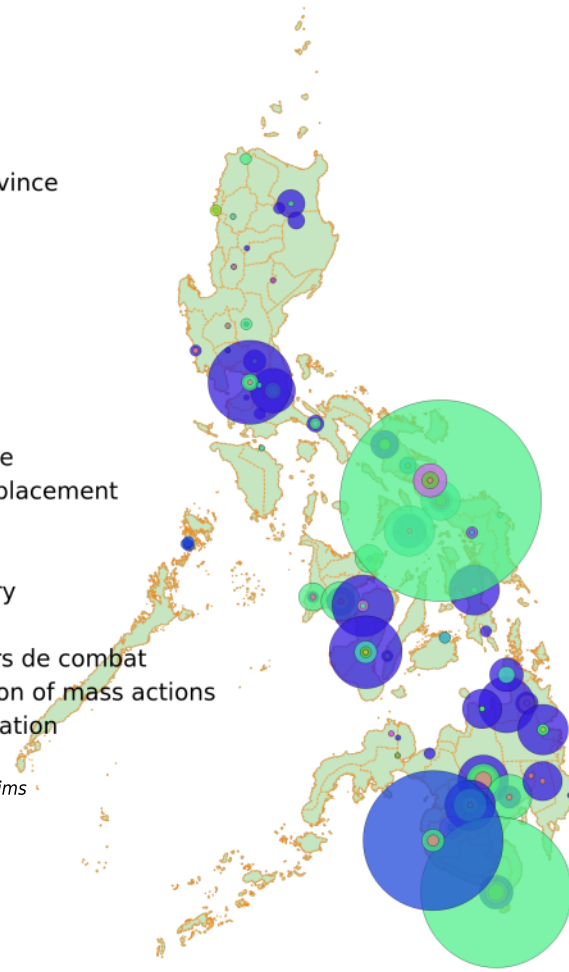 vince
e
placement
ry
rs de combat
on of mass actions
ation
ims